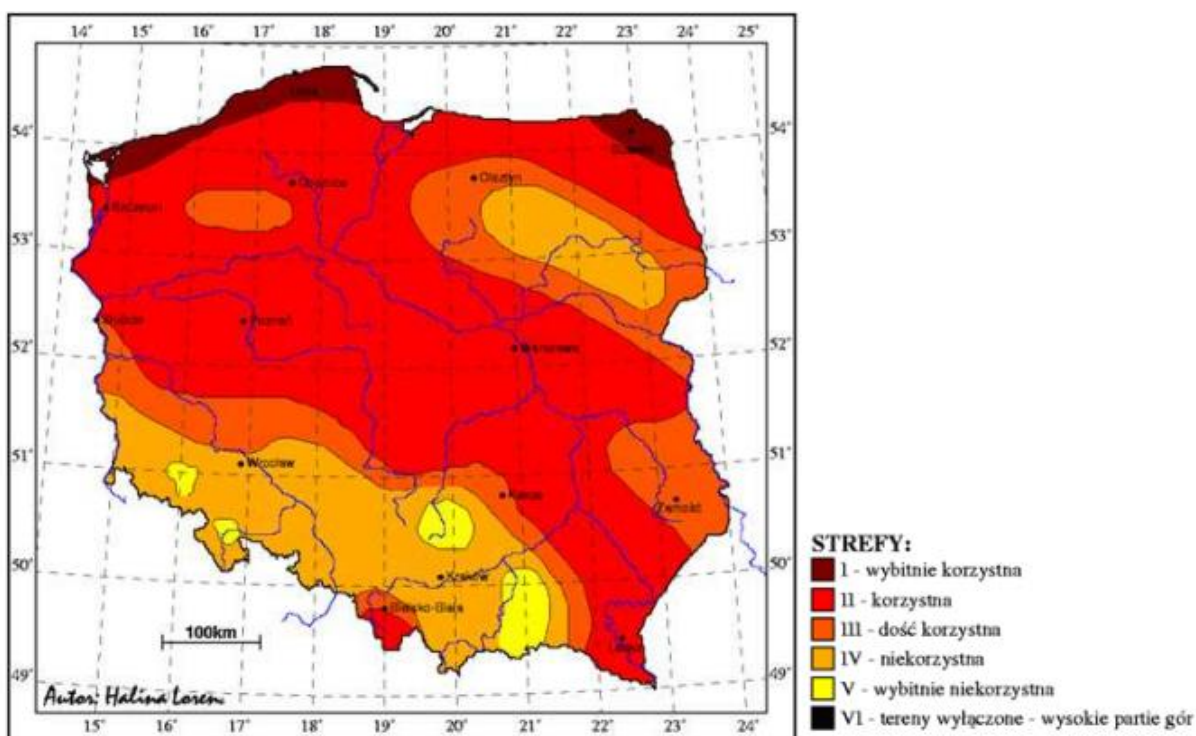 14° 15° 16° 17° 18° 19° 20° 21° 22° 23° 24° 25°
54° 54°
Olsztyn
53° 53°
Poznań
52° 52°
Warszawa
51° 51°
Wrocław
Kielce
Zamość
50° 50°
Kraków
Bielsko-Biała
100km
49° 49°
Autor: Halina Lorenc
15° 16° 17° 18° 19° 20° 21° 22° 23° 24°
STREFY:
I - wybitnie korzystna
II - korzystna
III - dość korzystna
IV - niekorzystna
V - wybitnie niekorzystna
VI - tereny wyłączone - wysokie partie gór